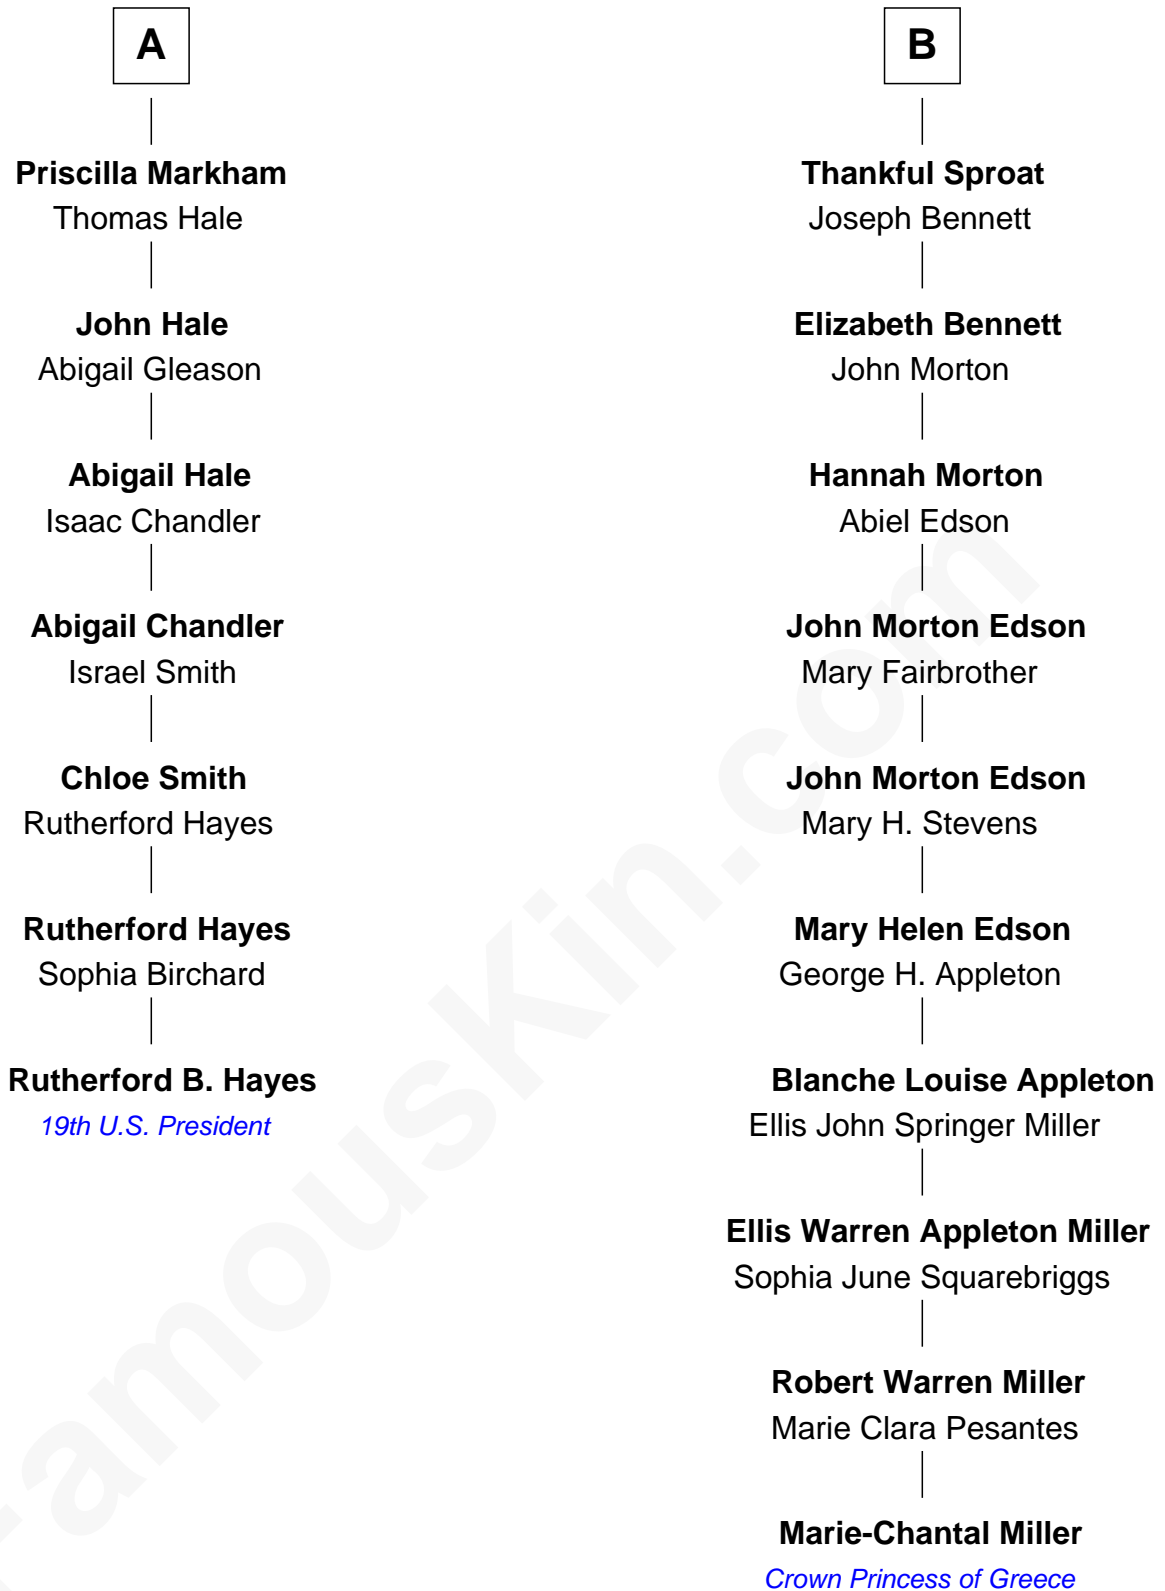 A
Priscilla Markham
Thomas Hale
John Hale
Abigail Gleason
Abigail Hale
Isaac Chandler
Abigail Chandler
Israel Smith
Chloe Smith
Rutherford Hayes
Rutherford Hayes
Sophia Birchard
Rutherford B. Hayes
19th U.S. President
B
Thankful Sproat
Joseph Bennett
Elizabeth Bennett
John Morton
Hannah Morton
Abiel Edson
John Morton Edson
Mary Fairbrother
John Morton Edson
Mary H. Stevens
Mary Helen Edson
George H. Appleton
Blanche Louise Appleton
Ellis John Springer Miller
Ellis Warren Appleton Miller
Sophia June Squarebriggs
Robert Warren Miller
Marie Clara Pesantes
Marie-Chantal Miller
Crown Princess of Greece
FamousKin.com